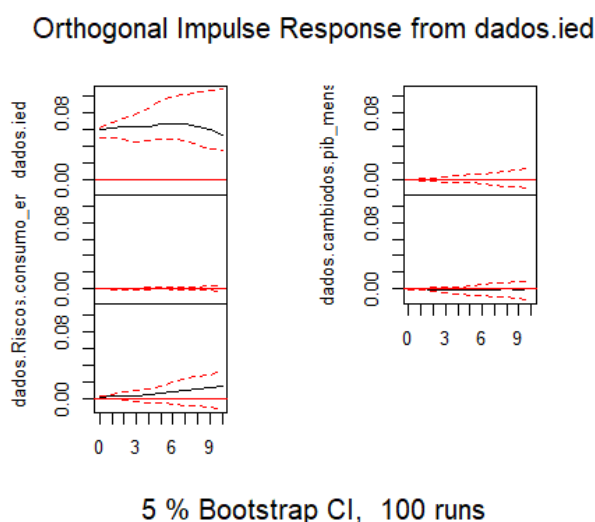 Orthogonal Impulse Response from dados.ied
dados.ied
0.08
0.00
dados.Riscos.consumo_er
0.08
0.00
0.08
0.00
0 3 6 9
dados.cambiodos.pib_mens
0.08
0.00
0.08
0.00
0 3 6 9
5 % Bootstrap CI, 100 runs